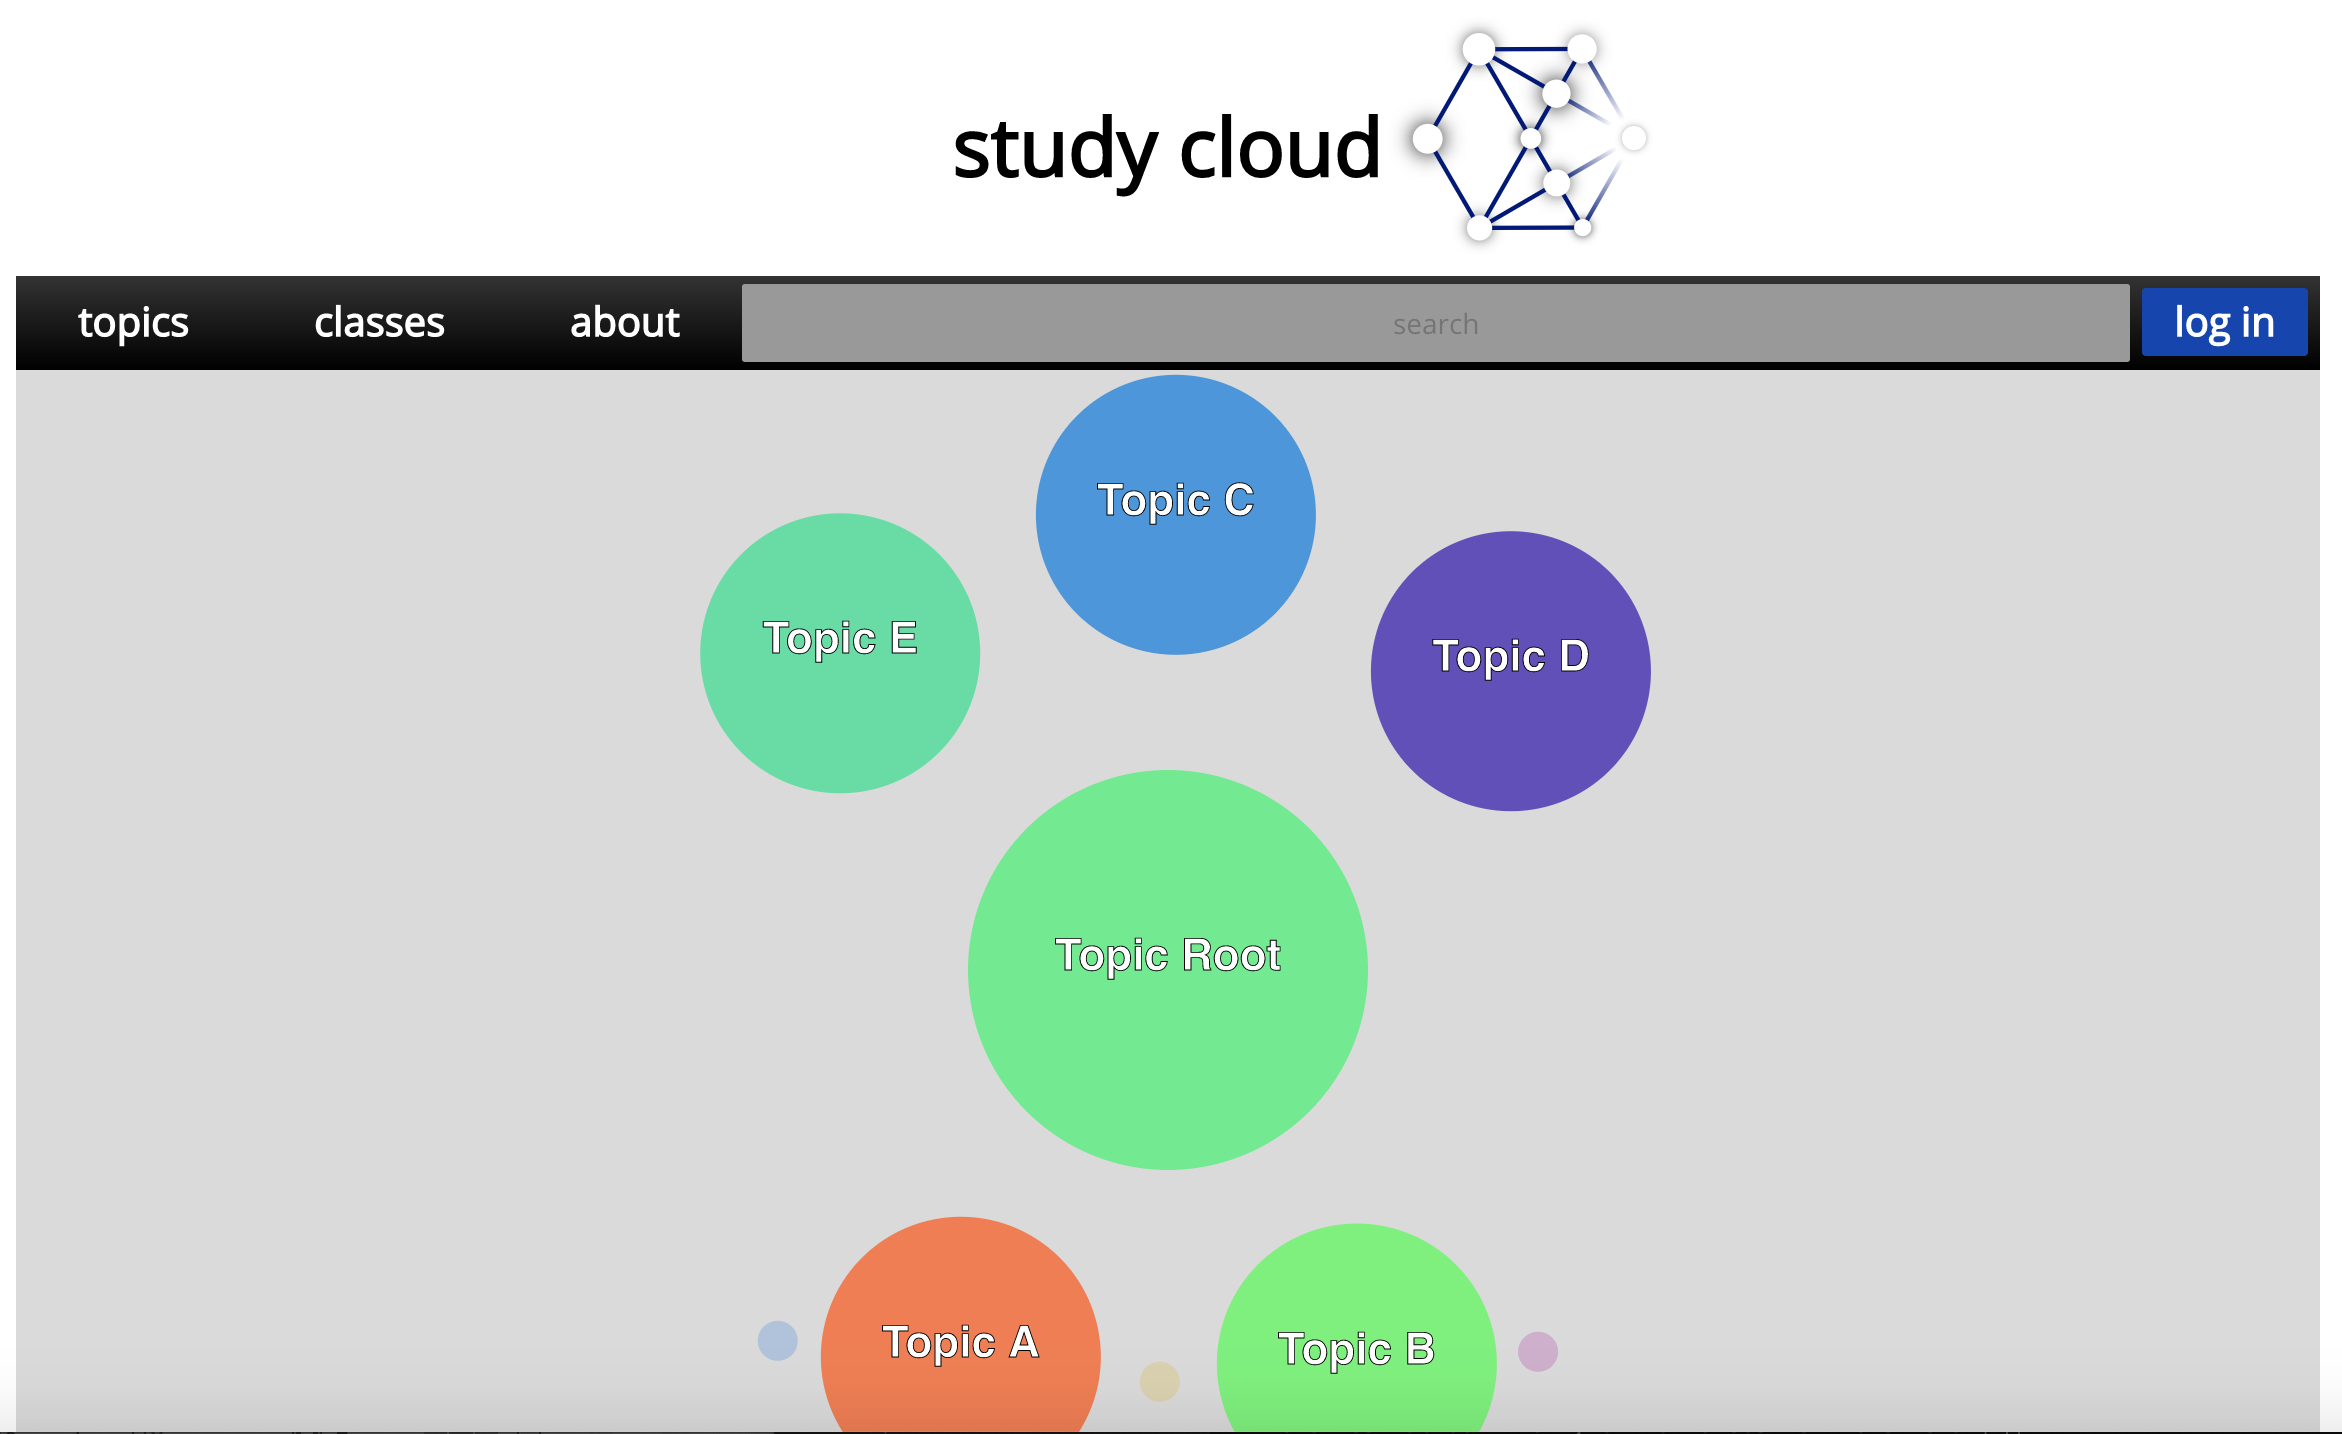 study cloud
topics classes about search log in
Topic C
Topic E
Topic D
Topic Root
Topic A
Topic B